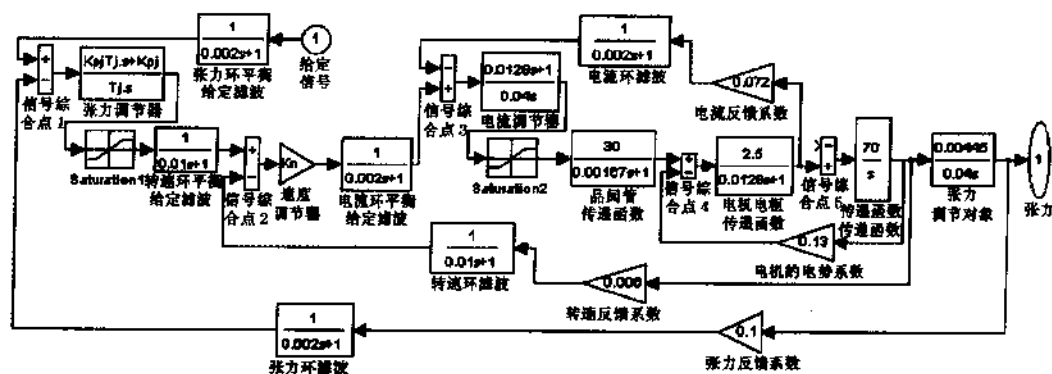 1
0.002s+1
张力环平衡
给定滤波
1
给定
信号
KpjTj.s+Kpj
Tj.s
张力调节器
信号综
合点 1
Saturation1
1
0.01s+1
转速环平衡
给定滤波
信号综
合点 2
Kn
速度
调节器
1
0.002s+1
电流环平衡
给定滤波
信号综
合点 3
0.0128s+1
0.04s
电流调节器
1
0.002s+1
电流环滤波
0.072
电流反馈系数
Saturation2
30
0.00167s+1
晶闸管
传递函数
信号综
合点 4
2.5
0.0128s+1
电机电枢
传递函数
信号综
合点 5
70
s
传递函数
传递函数
0.00445
0.04s
张力
调节对象
1
张力
0.13
电机的电势系数
1
0.01s+1
转速环滤波
0.006
转速反馈系数
1
0.002s+1
张力环滤波
0.1
张力反馈系数